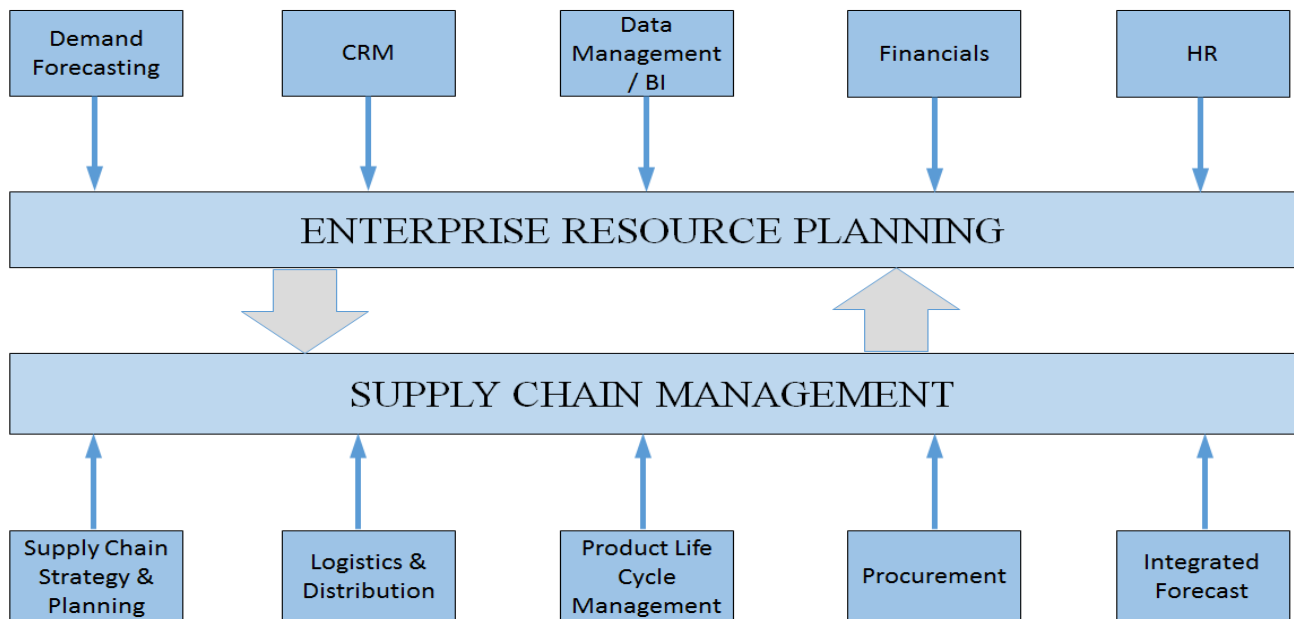 Demand
Forecasting
CRM
Data
Management
/ BI
Financials
HR
ENTERPRISE RESOURCE PLANNING
SUPPLY CHAIN MANAGEMENT
Supply Chain
Strategy &
Planning
Logistics &
Distribution
Product Life
Cycle
Management
Procurement
Integrated
Forecast